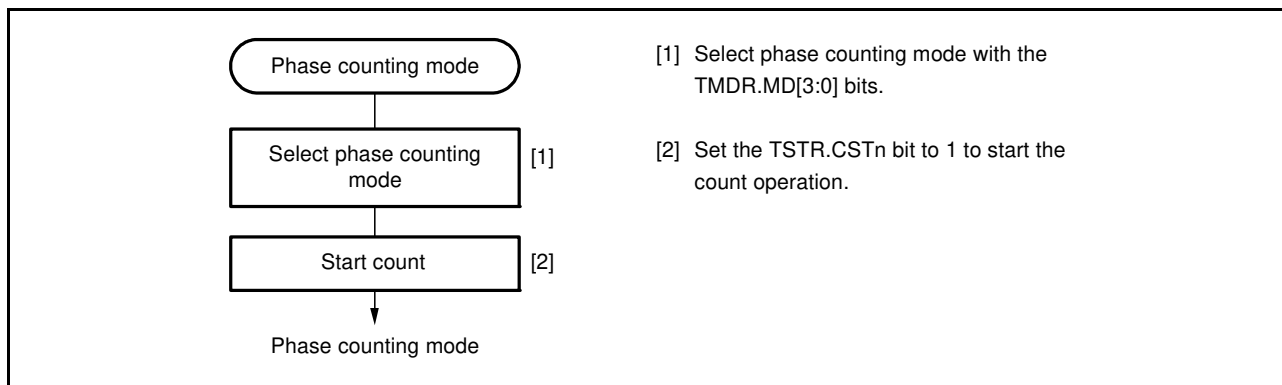 Phase counting mode
Select phase counting
mode
[1]
Start count
[2]
Phase counting mode
[1] Select phase counting mode with the
TMDR.MD[3:0] bits.
[2] Set the TSTR.CSTn bit to 1 to start the
count operation.